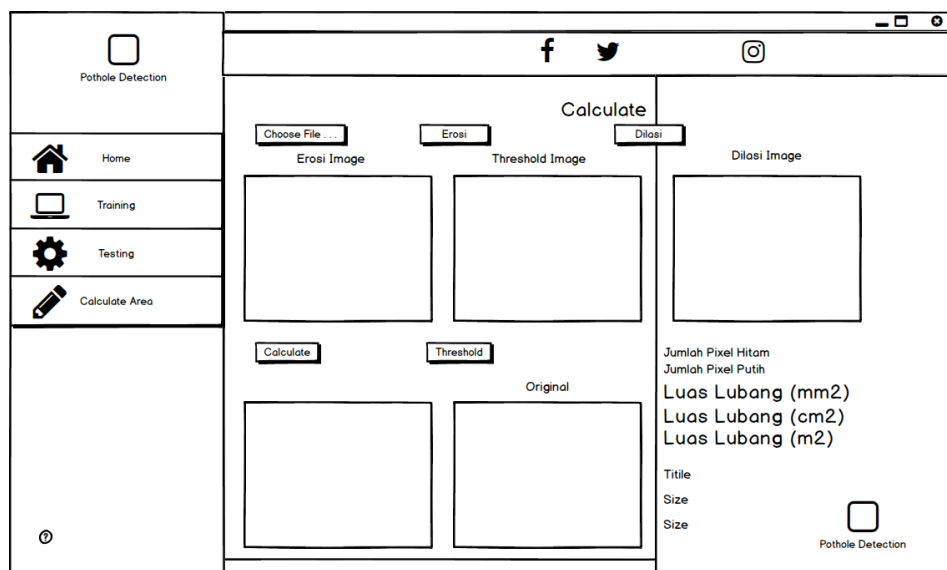 Pothole Detection
Home
Training
Testing
Calculate Area
Calculate
Choose File . . .
Erosi
Dilasi
Erosi Image
Threshold Image
Dilasi Image
Calculate
Threshold
Original
Jumlah Pixel Hitam
Jumlah Pixel Putih
Luas Lubang (mm2)
Luas Lubang (cm2)
Luas Lubang (m2)
Titile
Size
Size
Pothole Detection
?